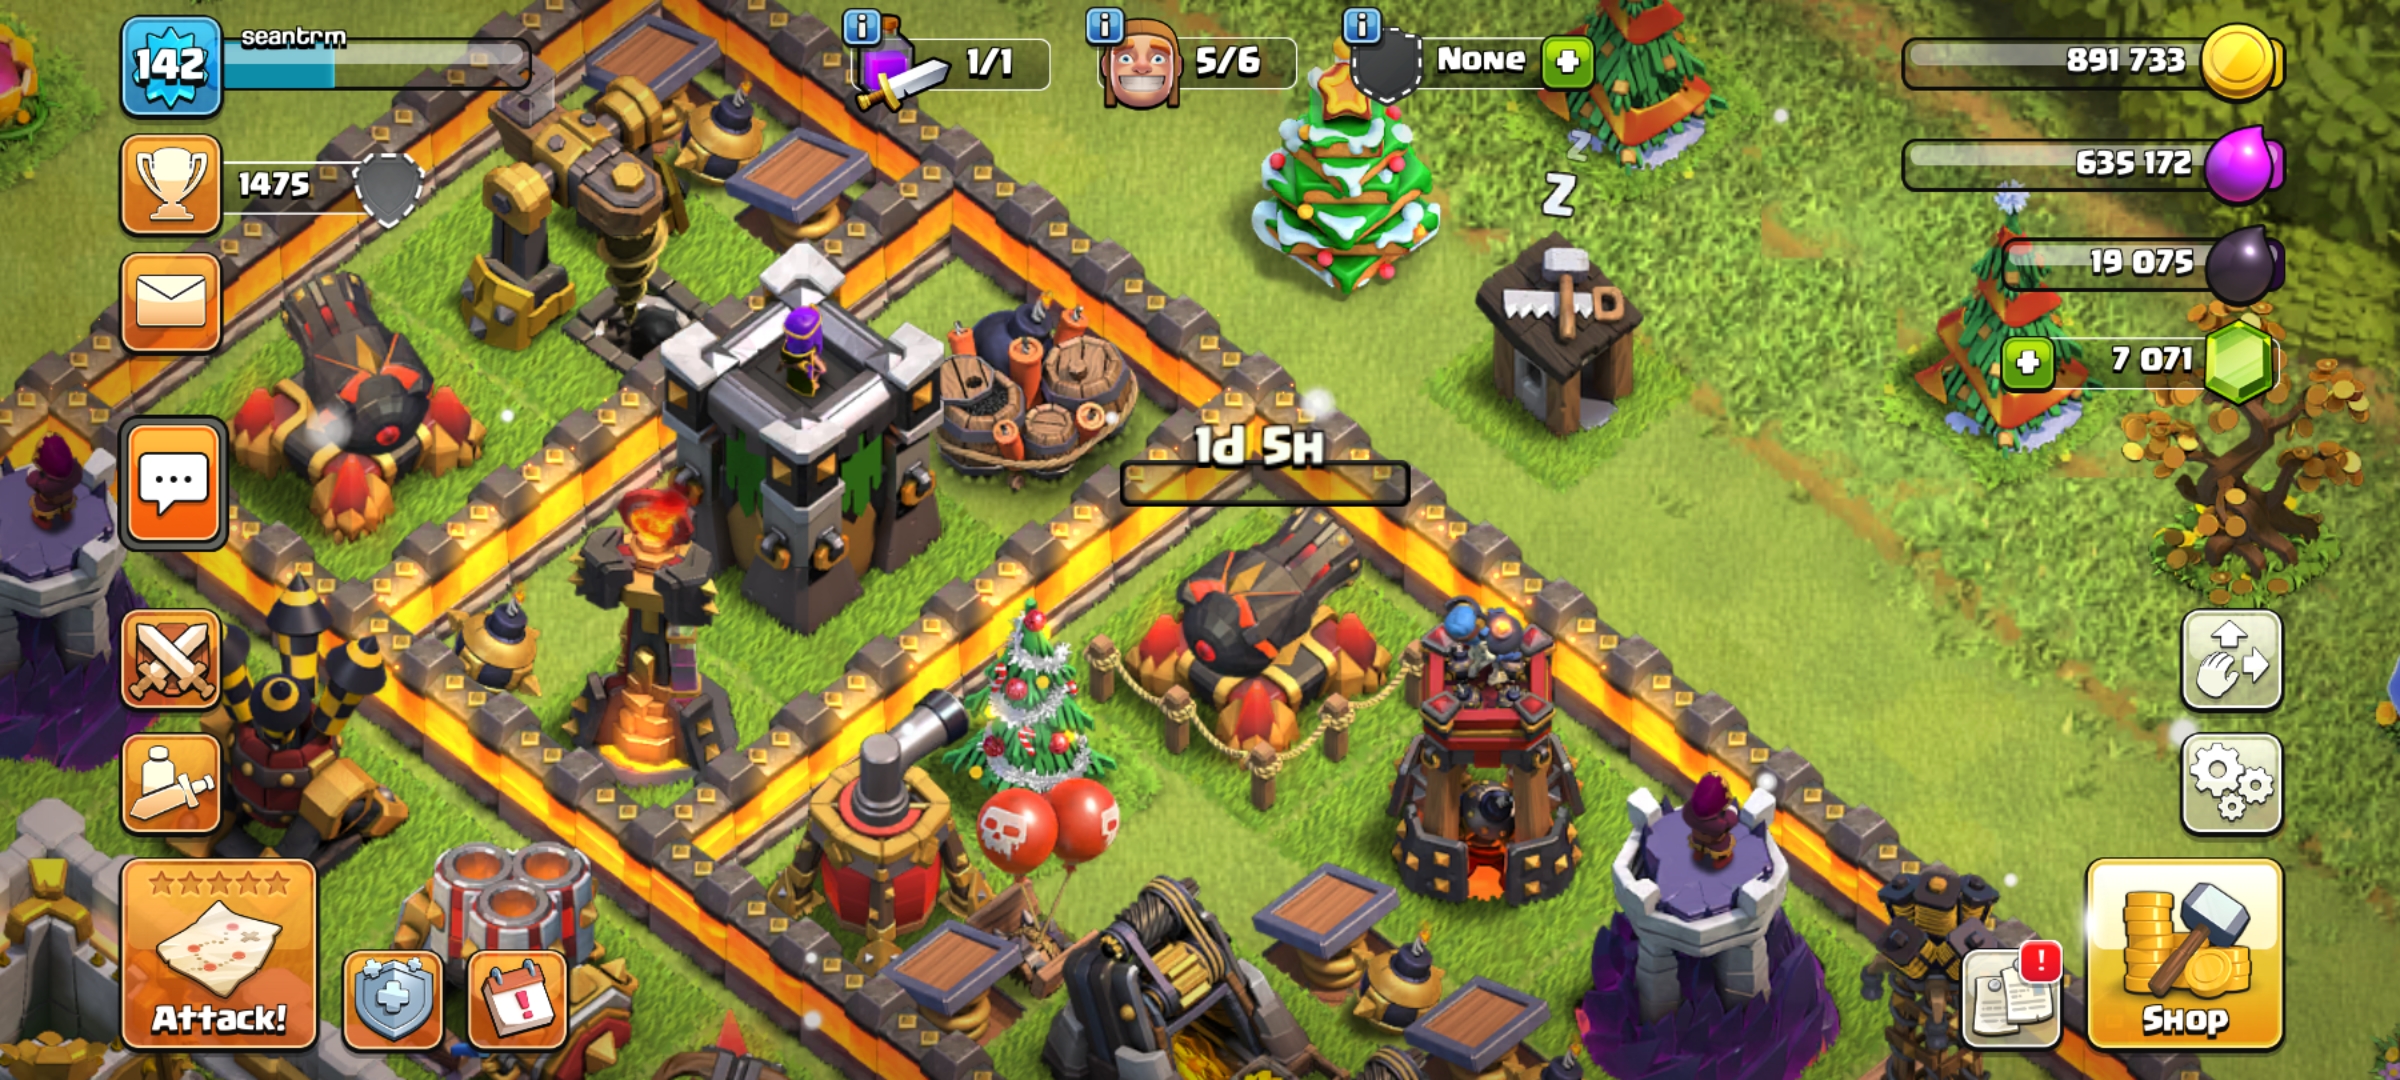 142
seantrm
1/1
5/6
None
891 733
1475
635 172
19 075
7 071
z
Z
1d 5H
Attack!
!
!
Shop